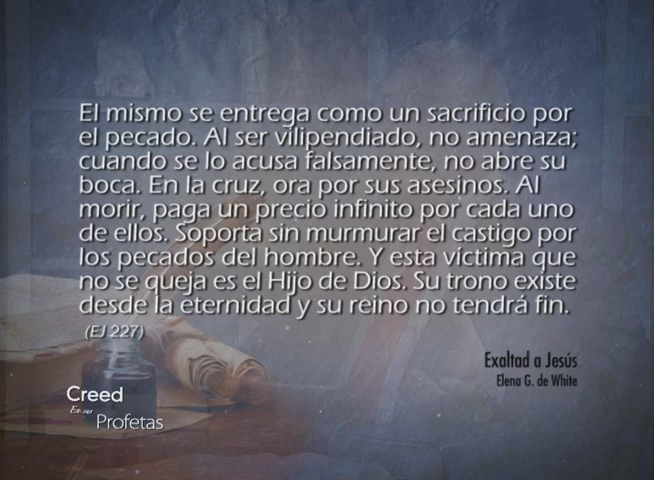 El mismo se entrega como un sacrificio por
el pecado. Al ser vilipendiado, no amenaza;
cuando se lo acusa falsamente, no abre su
boca. En la cruz, ora por sus asesinos. Al
morir, paga un precio infinito por cada uno
de ellos. Soporta sin murmurar el castigo por
los pecados del hombre. Y esta víctima que
no se queja es el Hijo de Dios. Su trono existe
desde la eternidad y su reino no tendrá fin.
(EJ 227)
Exaltad a Jesús
Elena G. de White
Creed
En sus
Profetas